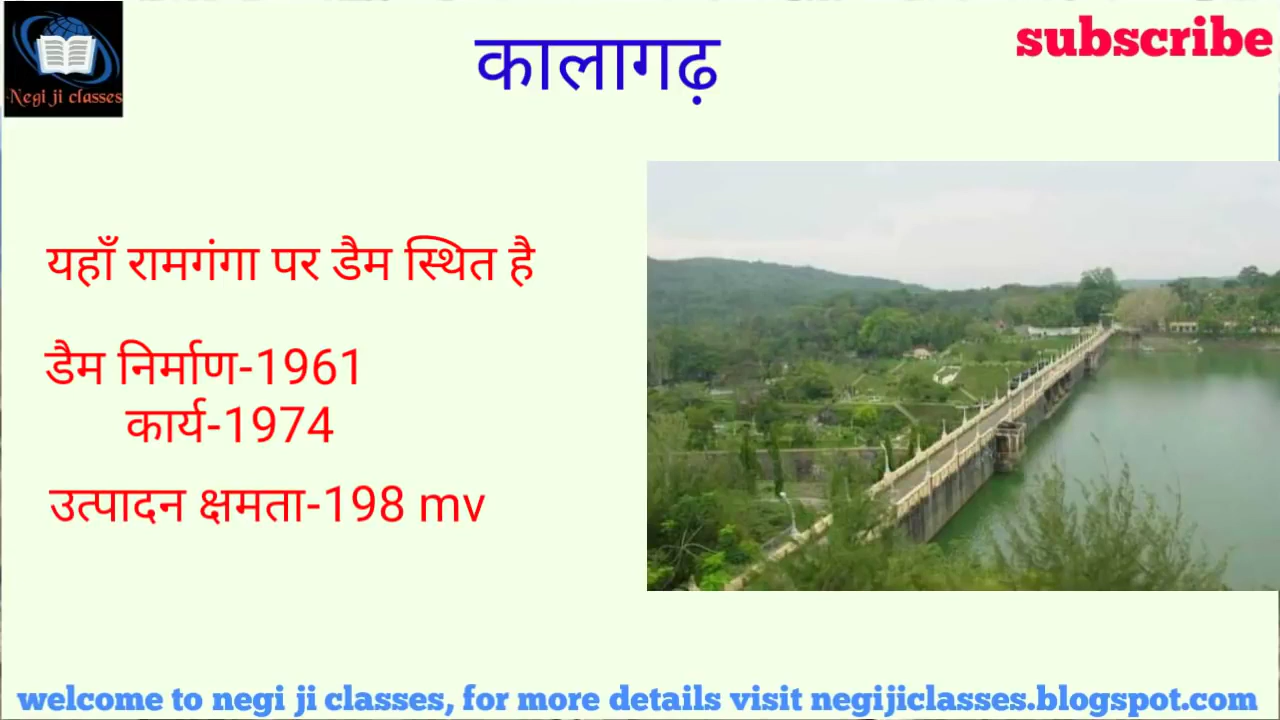 Negi ji classes
कालागढ़
subscribe
यहाँ रामगंगा पर डैम स्थित है
डैम निर्माण-1961
कार्य-1974
उत्पादन क्षमता-198 mv
welcome to negi ji classes, for more details visit negijiclasses.blogspot.com